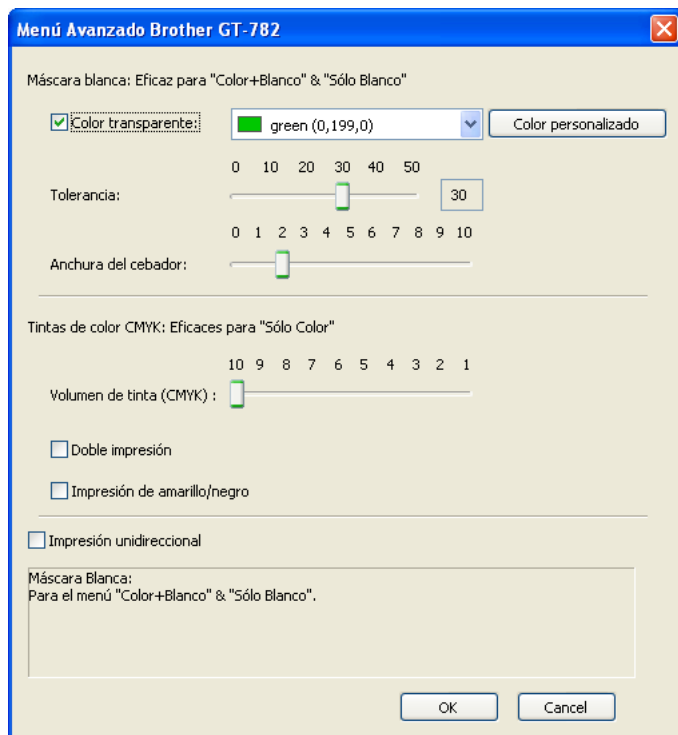 Menú Avanzado Brother GT-782
Máscara blanca: Eficaz para "Color+Blanco" & "Sólo Blanco"
Color transparente: green (0,199,0) Color personalizado
0 10 20 30 40 50
Tolerancia: 30
0 1 2 3 4 5 6 7 8 9 10
Anchura del cebador:
Tintas de color CMYK: Eficaces para "Sólo Color"
10 9 8 7 6 5 4 3 2 1
Volumen de tinta (CMYK) :
Doble impresión
Impresión de amarillo/negro
Impresión unidireccional
Máscara Blanca:
Para el menú "Color+Blanco" & "Sólo Blanco".
OK Cancel